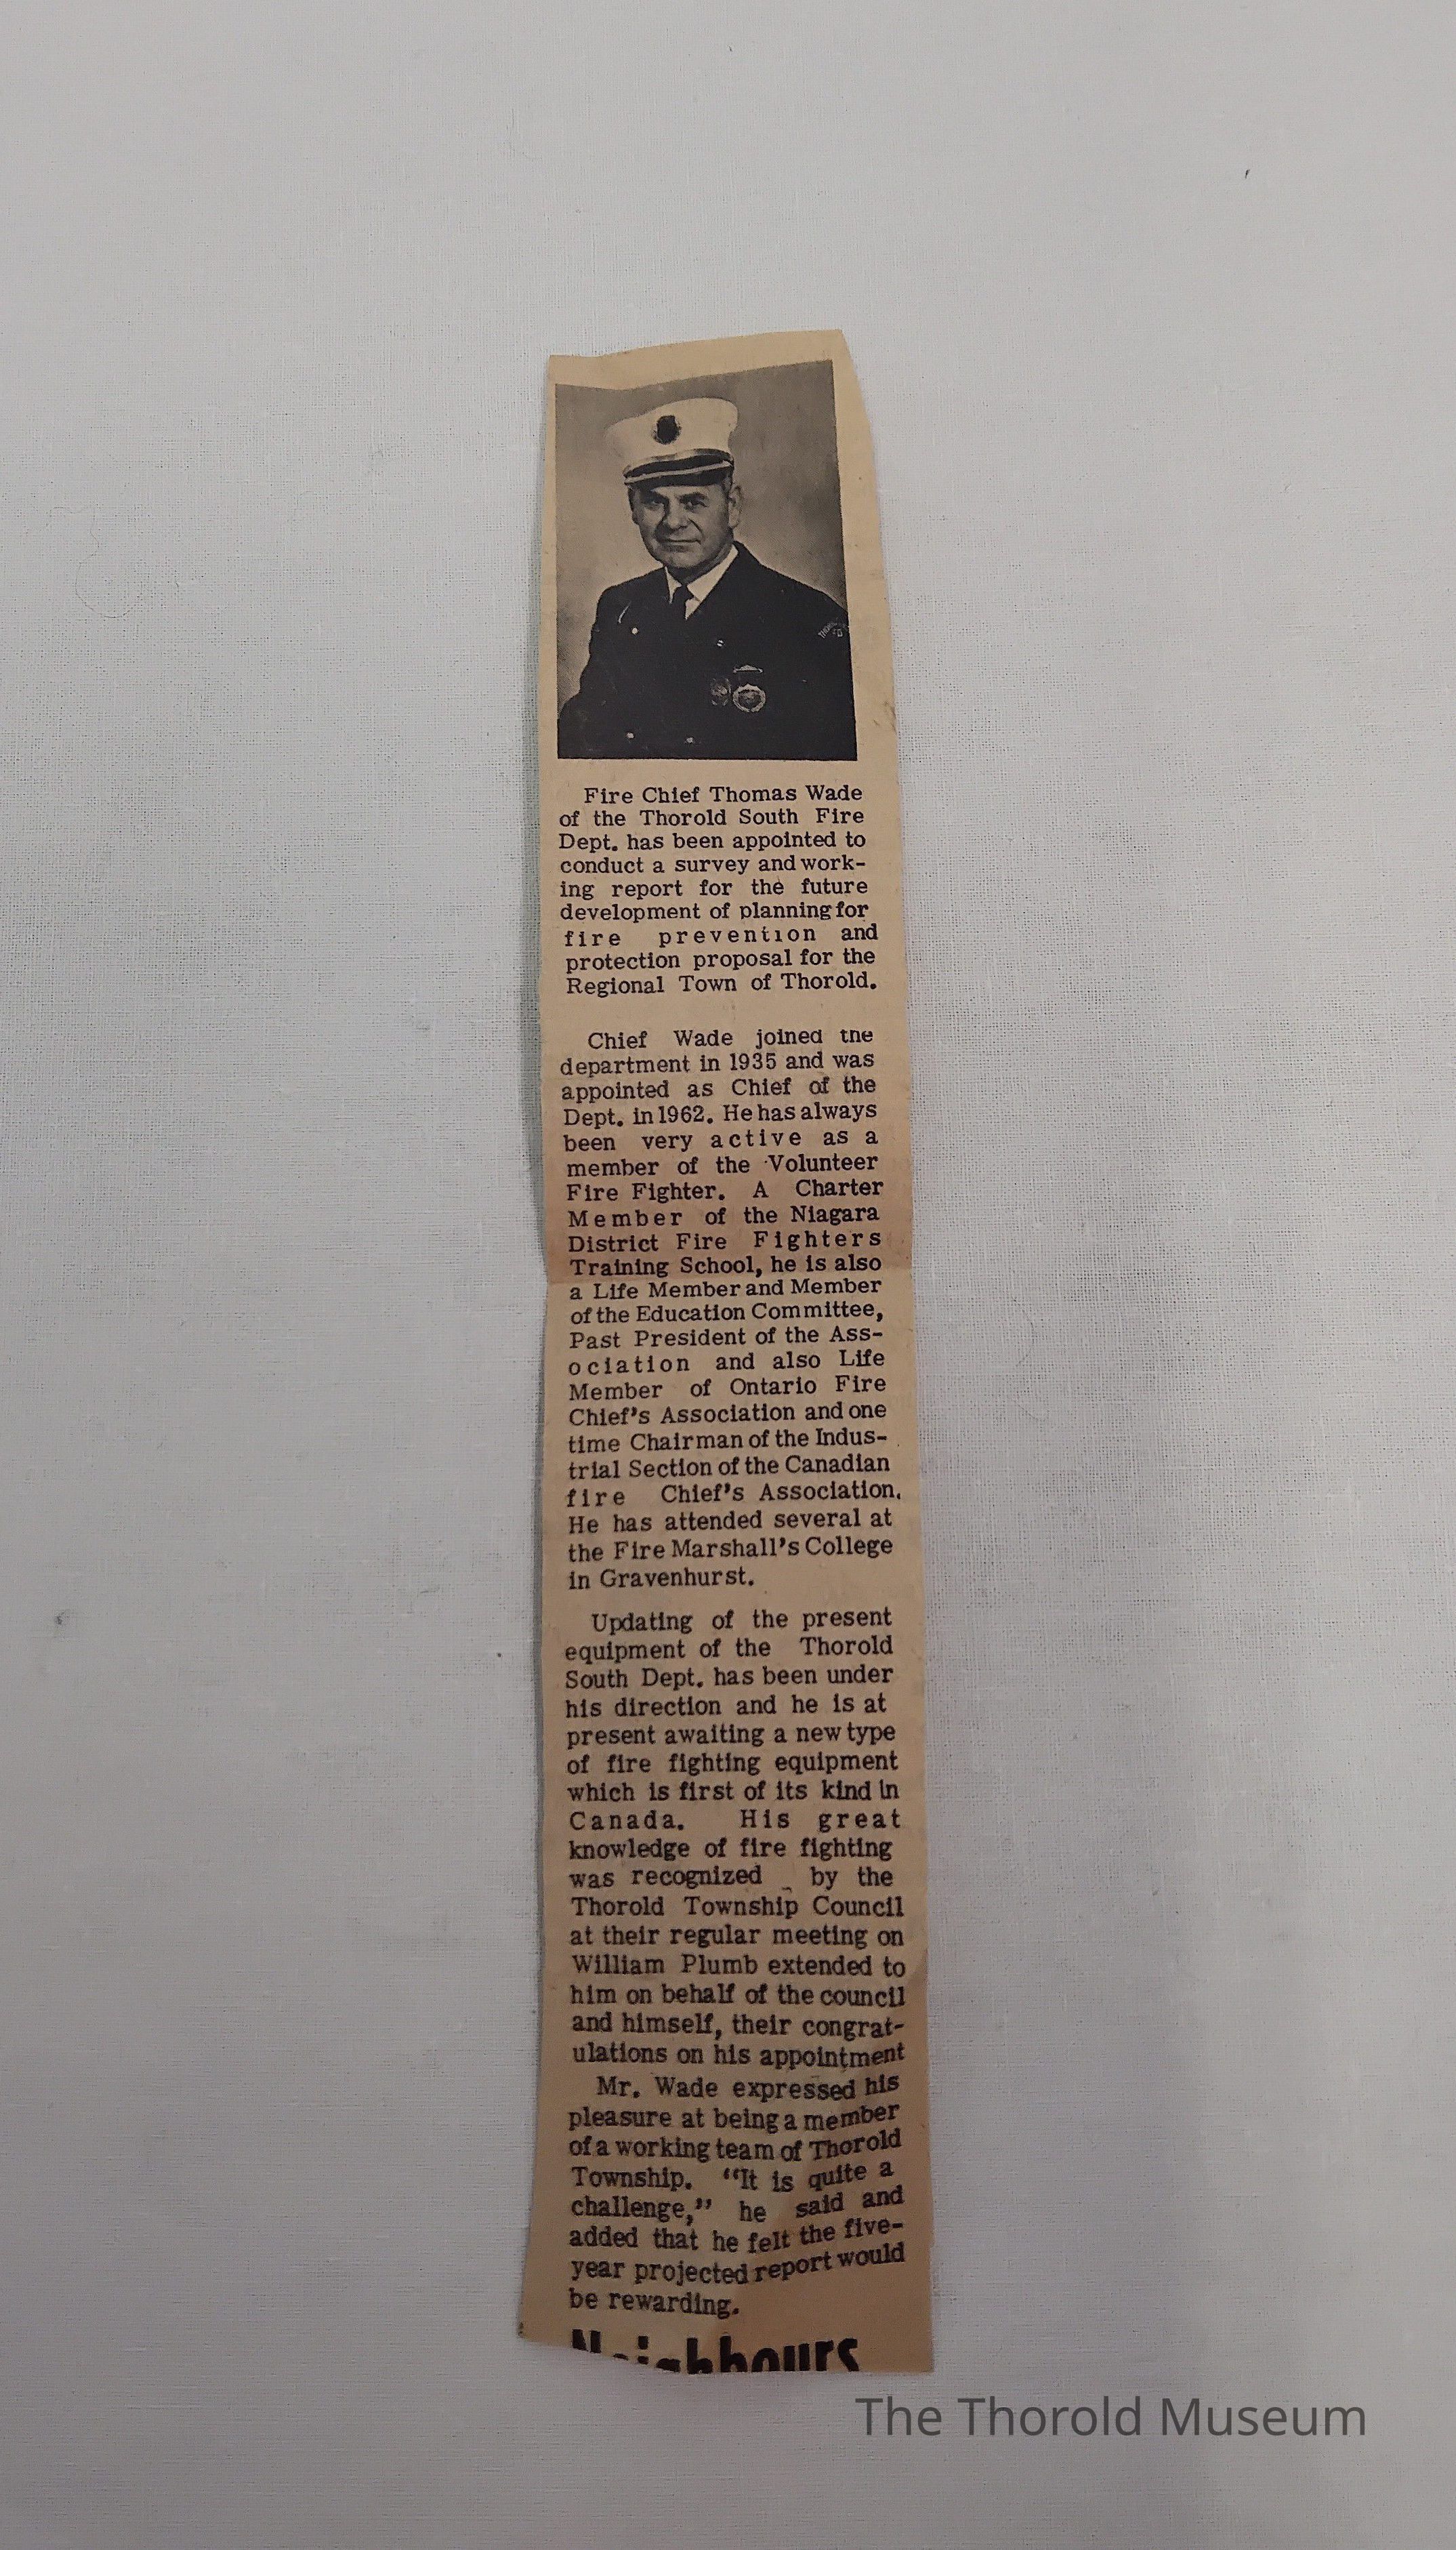 Fire Chief Thomas Wade
of the Thorold South Fire
Dept. has been appointed to
conduct a survey and work-
ing report for the future
development of planning for
fire prevention and
protection proposal for the
Regional Town of Thorold.
Chief Wade joined the
department in 1935 and was
appointed as Chief of the
Dept. in 1962. He has always
been very active as a
member of the Volunteer
Fire Fighter. A Charter
Member of the Niagara
District Fire Fighters
Training School, he is also
a Life Member and Member
of the Education Committee,
Past President of the Ass-
ociation and also Life
Member of Ontario Fire
Chief's Association and one
time Chairman of the Indus-
trial Section of the Canadian
fire Chief's Association.
He has attended several at
the Fire Marshall's College
in Gravenhurst.
Updating of the present
equipment of the Thorold
South Dept. has been under
his direction and he is at
present awaiting a new type
of fire fighting equipment
which is first of its kind in
Canada. His great
knowledge of fire fighting
was recognized by the
Thorold Township Council
at their regular meeting on
William Plumb extended to
him on behalf of the council
and himself, their congrat-
ulations on his appointment
Mr. Wade expressed his
pleasure at being a member
of a working team of Thorold
Township. "It is quite a
challenge," he said and
added that he felt the five-
year projected report would
be rewarding.
Neighbours
The Thorold Museum